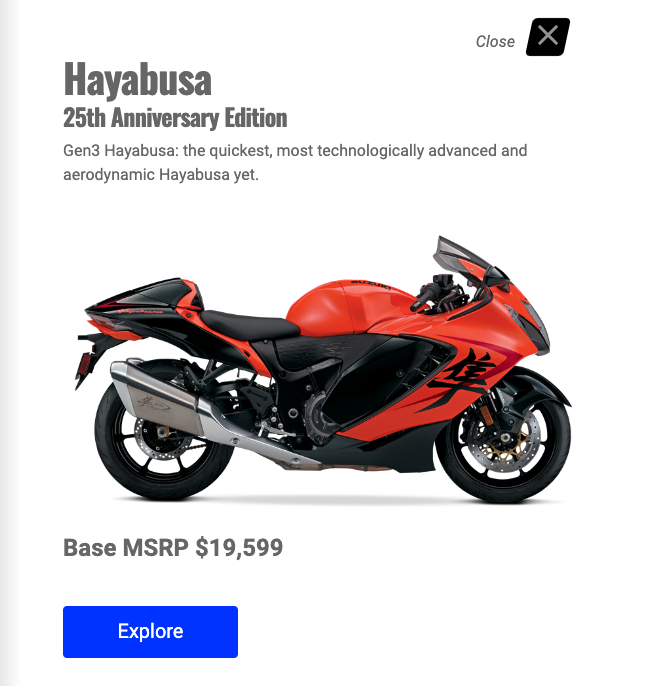 Close
Hayabusa
25th Anniversary Edition
Gen3 Hayabusa: the quickest, most technologically advanced and
aerodynamic Hayabusa yet.
SUZUKI
隼
Base MSRP $19,599
Explore